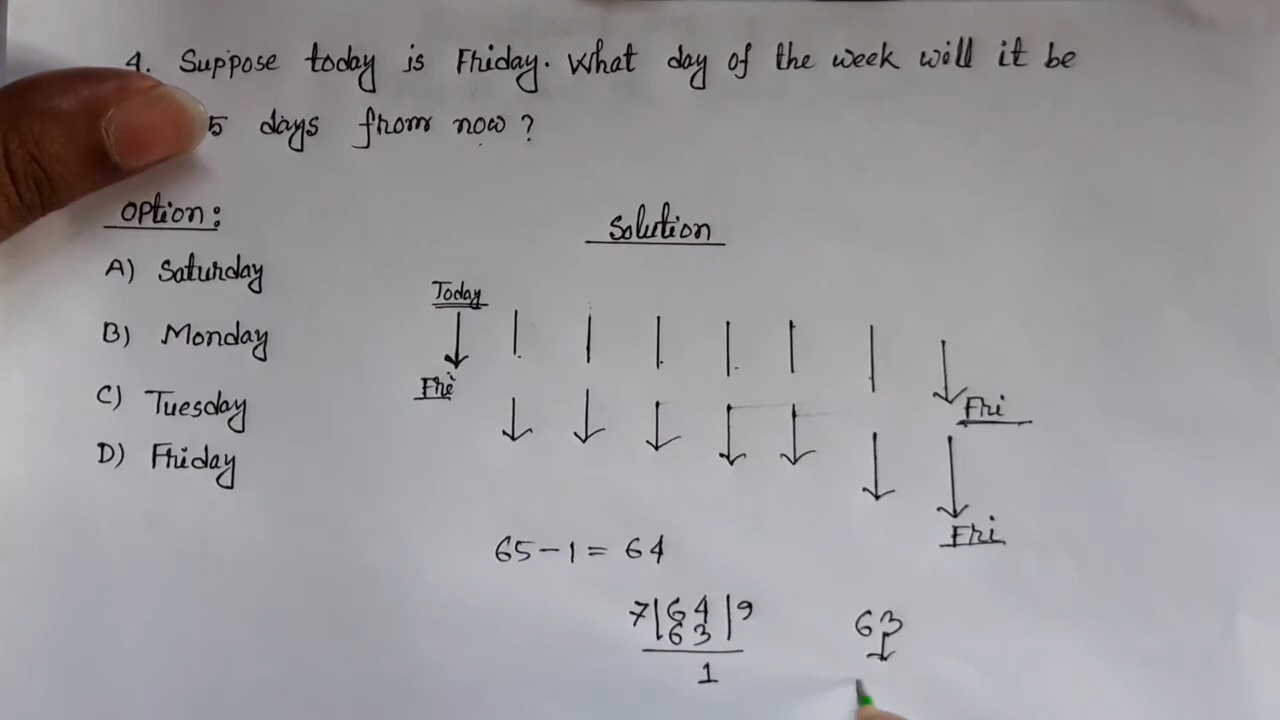 4. Suppose today is Friday. What day of the week will it be
5 days from now?
Option:
Solution
A) Saturday
B) Monday
C) Tuesday
D) Friday
Today
Fri
Fri
Fri
65-1= 64
7|64|9
63
1
63